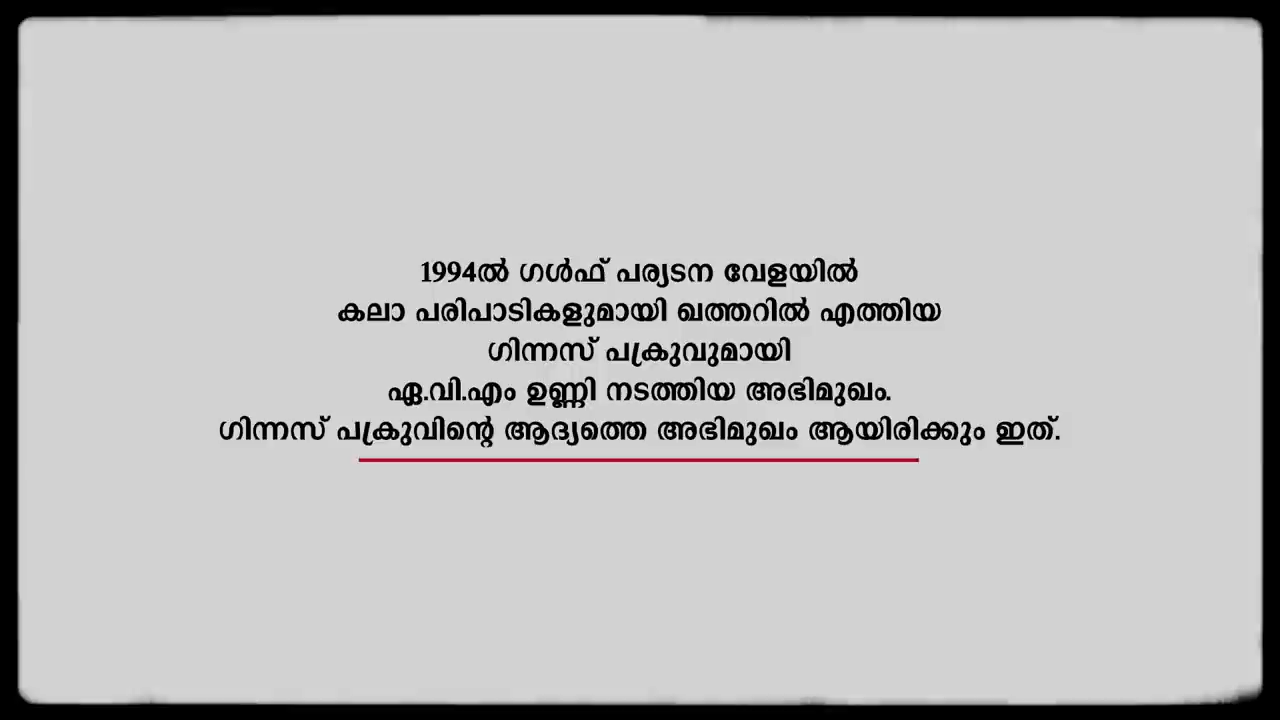 1994ൽ ഗൾഫ് പര്യടന വേളയിൽ
കലാ പരിപാടികളുമായി ഖത്തറിൽ എത്തിയ
ഗിന്നസ് പക്രുവുമായി
ഏ.വി.എം ഉണ്ണി നടത്തിയ അഭിമുഖം.
ഗിന്നസ് പക്രുവിന്റെ ആദ്യത്തെ അഭിമുഖം ആയിരിക്കും ഇത്.